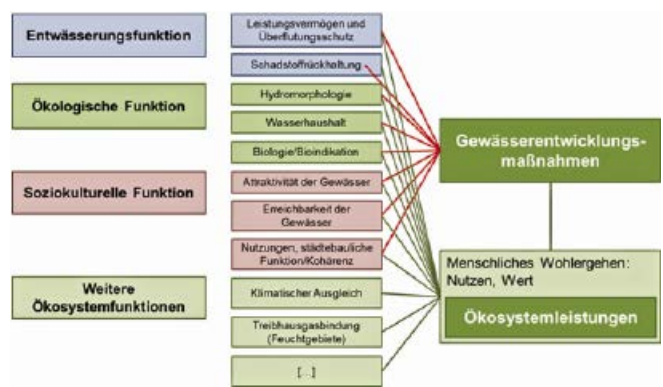 Entwässerungsfunktion
Ökologische Funktion
Soziokulturelle Funktion
Weitere
Ökosystemfunktionen
Leistungsvermögen und
Überflutungsschutz
Schadstoffrückhaltung
Hydromorphologie
Wasserhaushalt
Biologie/Bioindikation
Attraktivität der Gewässer
Erreichbarkeit der
Gewässer
Nutzungen, städtebauliche
Funktion/Kohärenz
Klimatischer Ausgleich
Treibhausgasbindung
(Feuchtgebiete)
[...]
Gewässerentwicklungs-
maßnahmen
Menschliches Wohlergehen:
Nutzen, Wert
Ökosystemleistungen